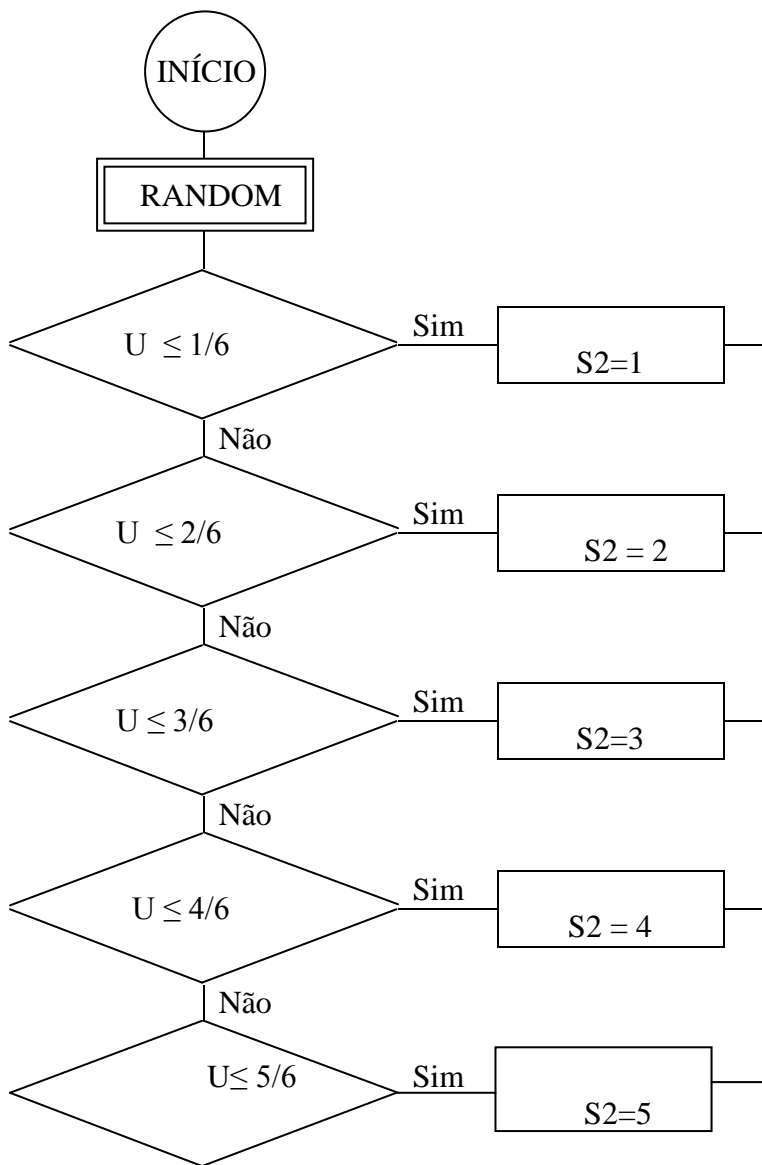 INÍCIO
RANDOM
U ≤ 1/6
Sim
S2=1
Não
U ≤ 2/6
Sim
S2 = 2
Não
U ≤ 3/6
Sim
S2=3
Não
U ≤ 4/6
Sim
S2 = 4
Não
U≤ 5/6
Sim
S2=5